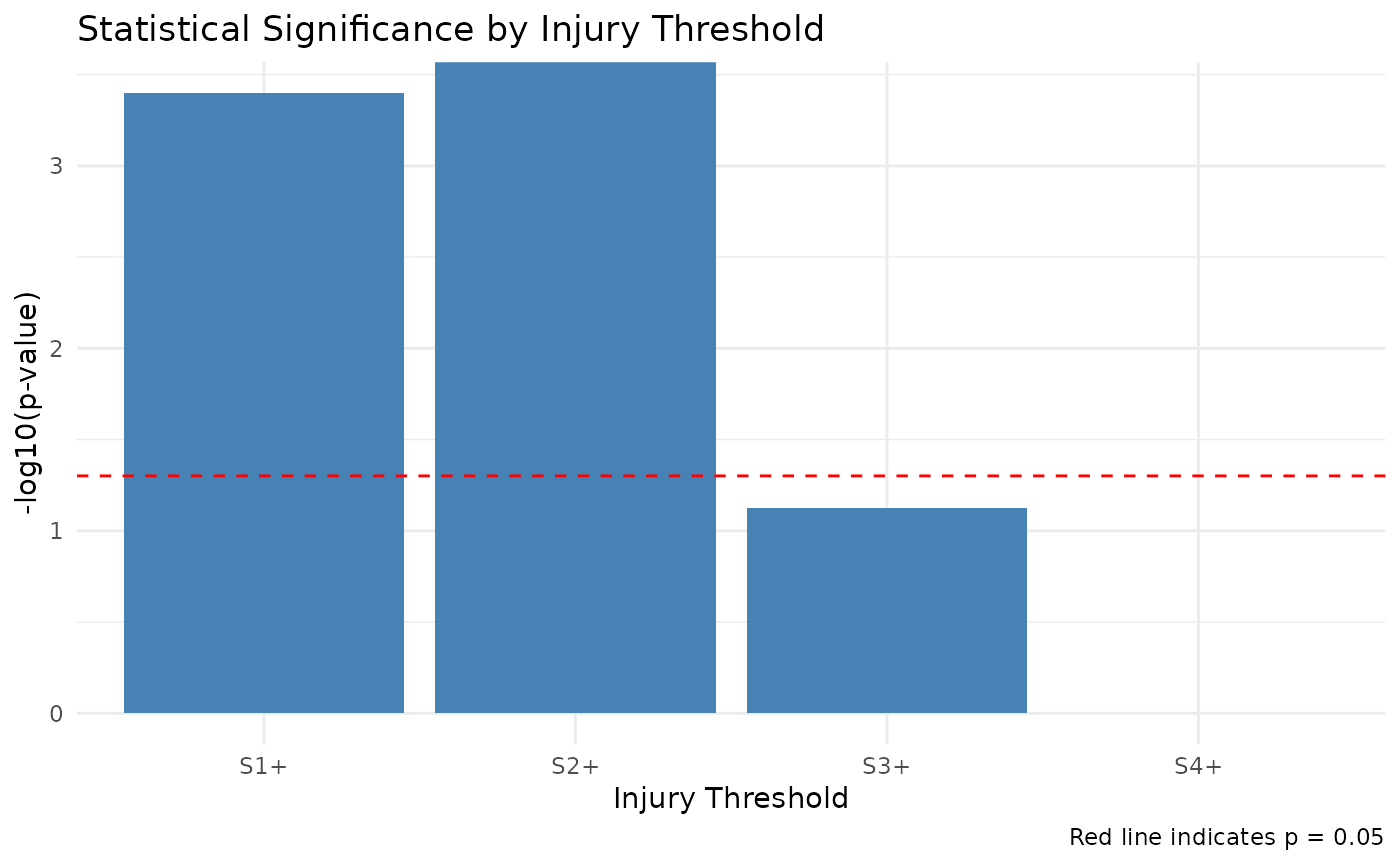 Statistical Significance by Injury Threshold
-log10(p-value)
3
2
1
0
S1+ S2+ S3+ S4+
Injury Threshold
Red line indicates p = 0.05